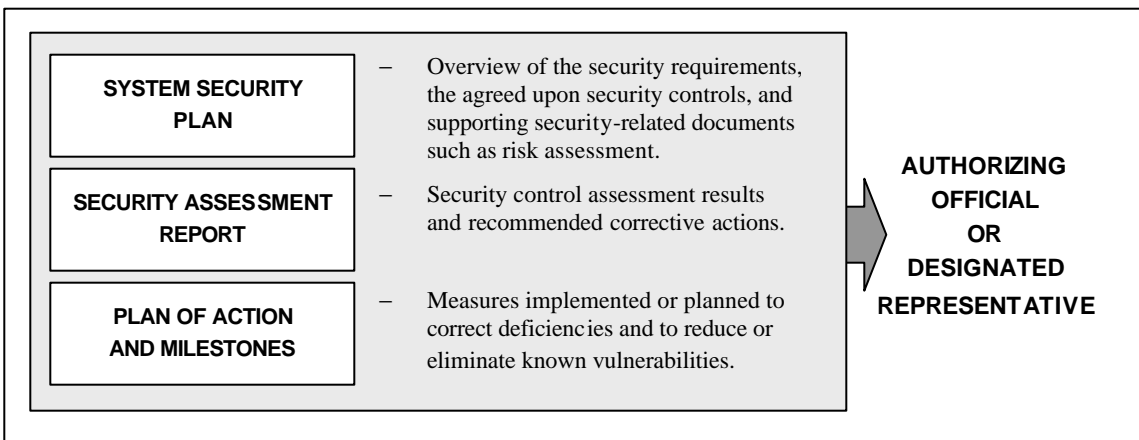 SYSTEM SECURITY
PLAN
– Overview of the security requirements,
the agreed upon security controls, and
supporting security-related documents
such as risk assessment.
SECURITY ASSESSMENT
REPORT
– Security control assessment results
and recommended corrective actions.
PLAN OF ACTION
AND MILESTONES
– Measures implemented or planned to
correct deficiencies and to reduce or
eliminate known vulnerabilities.
AUTHORIZING
OFFICIAL
OR
DESIGNATED
REPRESENTATIVE